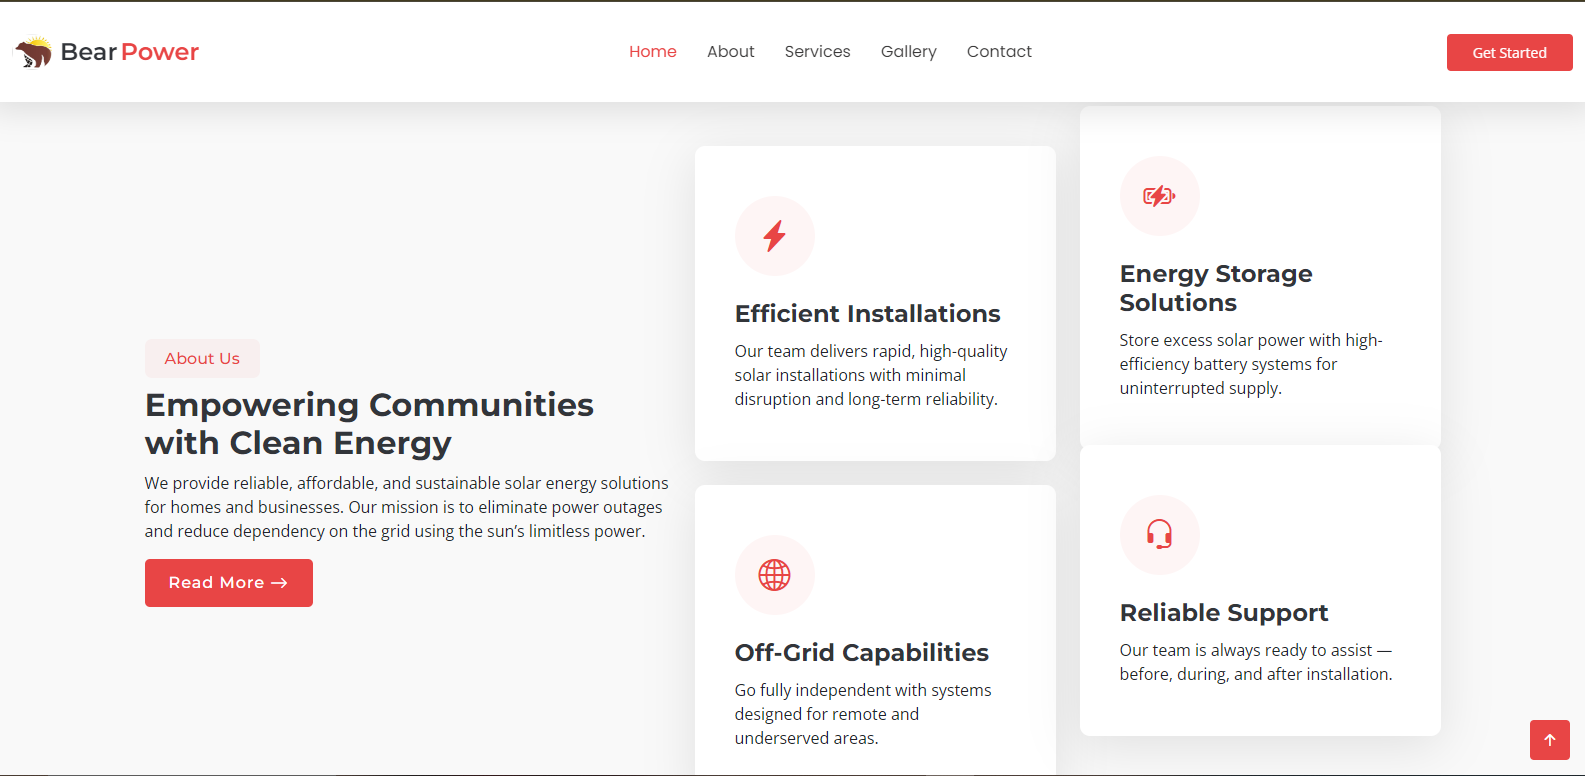 Bear Power
Home About Services Gallery Contact
Get Started
About Us
Empowering Communities
with Clean Energy
We provide reliable, affordable, and sustainable solar energy solutions
for homes and businesses. Our mission is to eliminate power outages
and reduce dependency on the grid using the sun’s limitless power.
Read More →
Efficient Installations
Our team delivers rapid, high-quality
solar installations with minimal
disruption and long-term reliability.
Energy Storage
Solutions
Store excess solar power with high-
efficiency battery systems for
uninterrupted supply.
Off-Grid Capabilities
Go fully independent with systems
designed for remote and
underserved areas.
Reliable Support
Our team is always ready to assist —
before, during, and after installation.